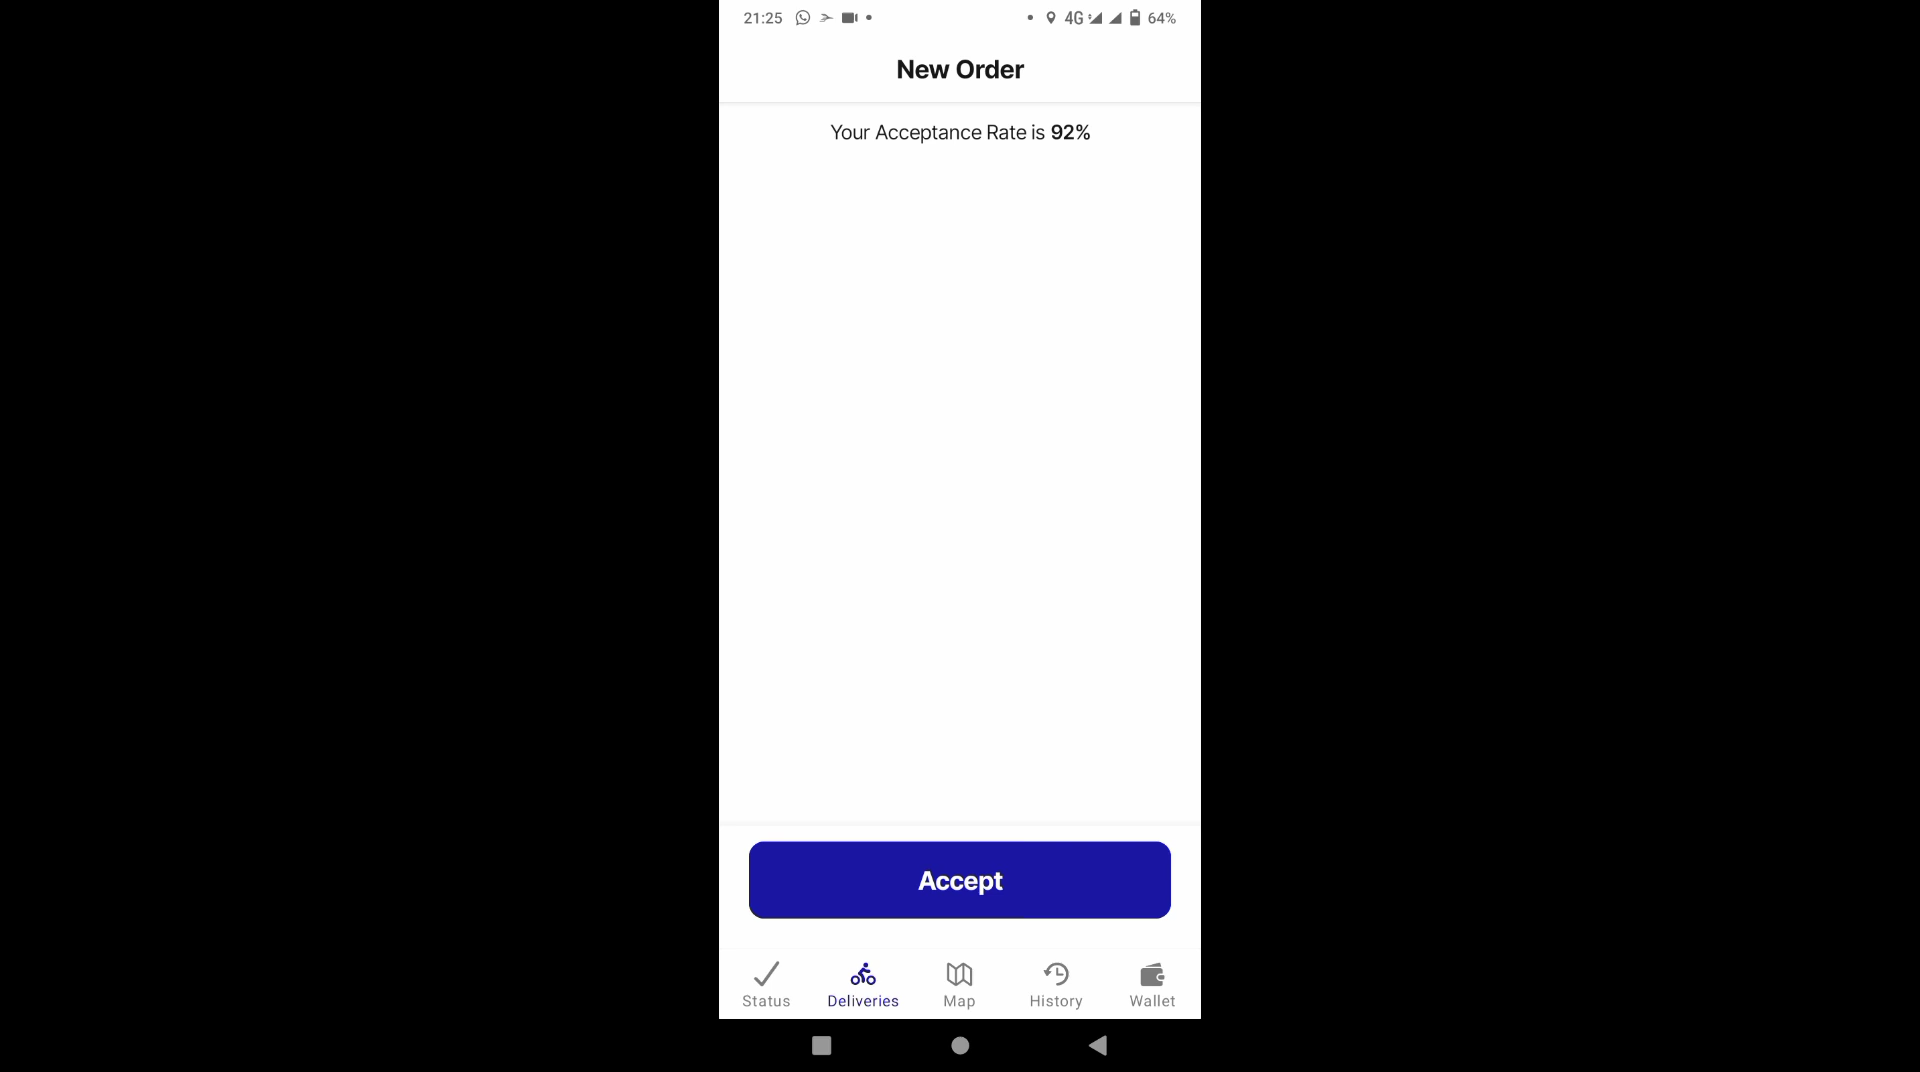 21:25 4G 64%
New Order
Your Acceptance Rate is 92%
Accept
Status Deliveries Map History Wallet